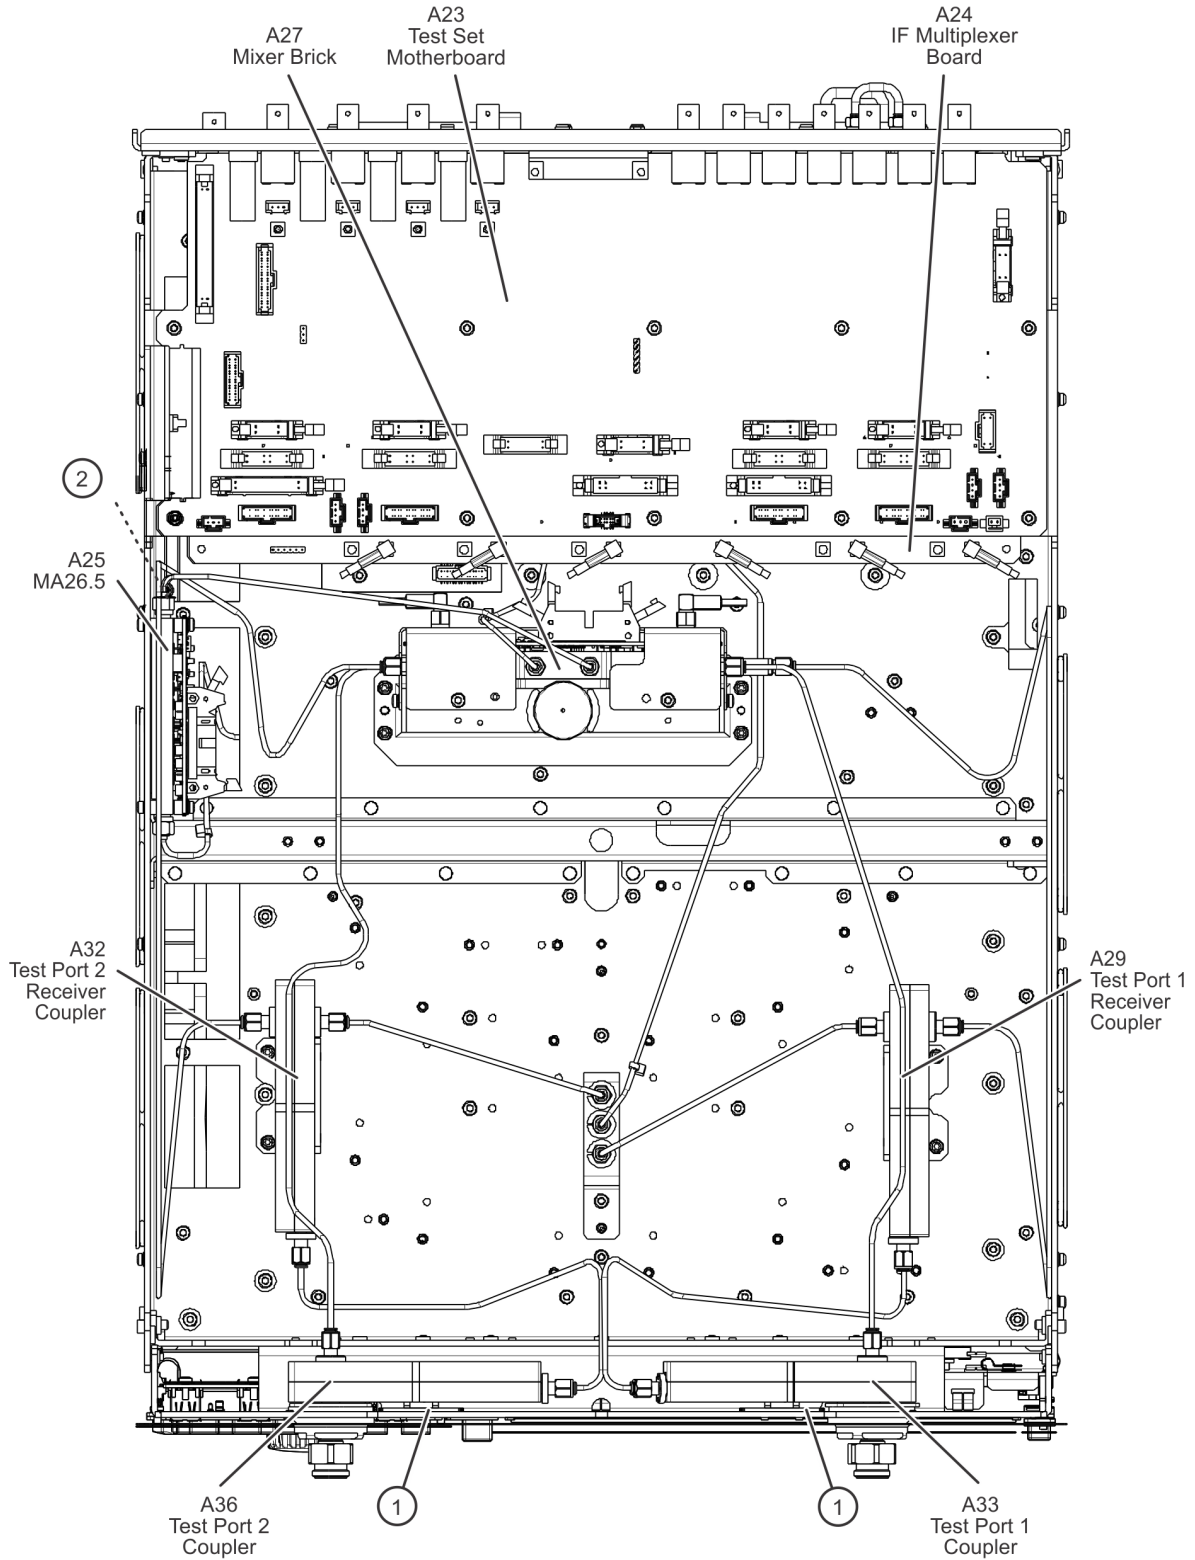 A27
Mixer Brick
A23
Test Set
Motherboard
A24
IF Multiplexer
Board
2
A25
MA26.5
A32
Test Port 2
Receiver
Coupler
A29
Test Port 1
Receiver
Coupler
A36
Test Port 2
Coupler
1
1
A33
Test Port 1
Coupler